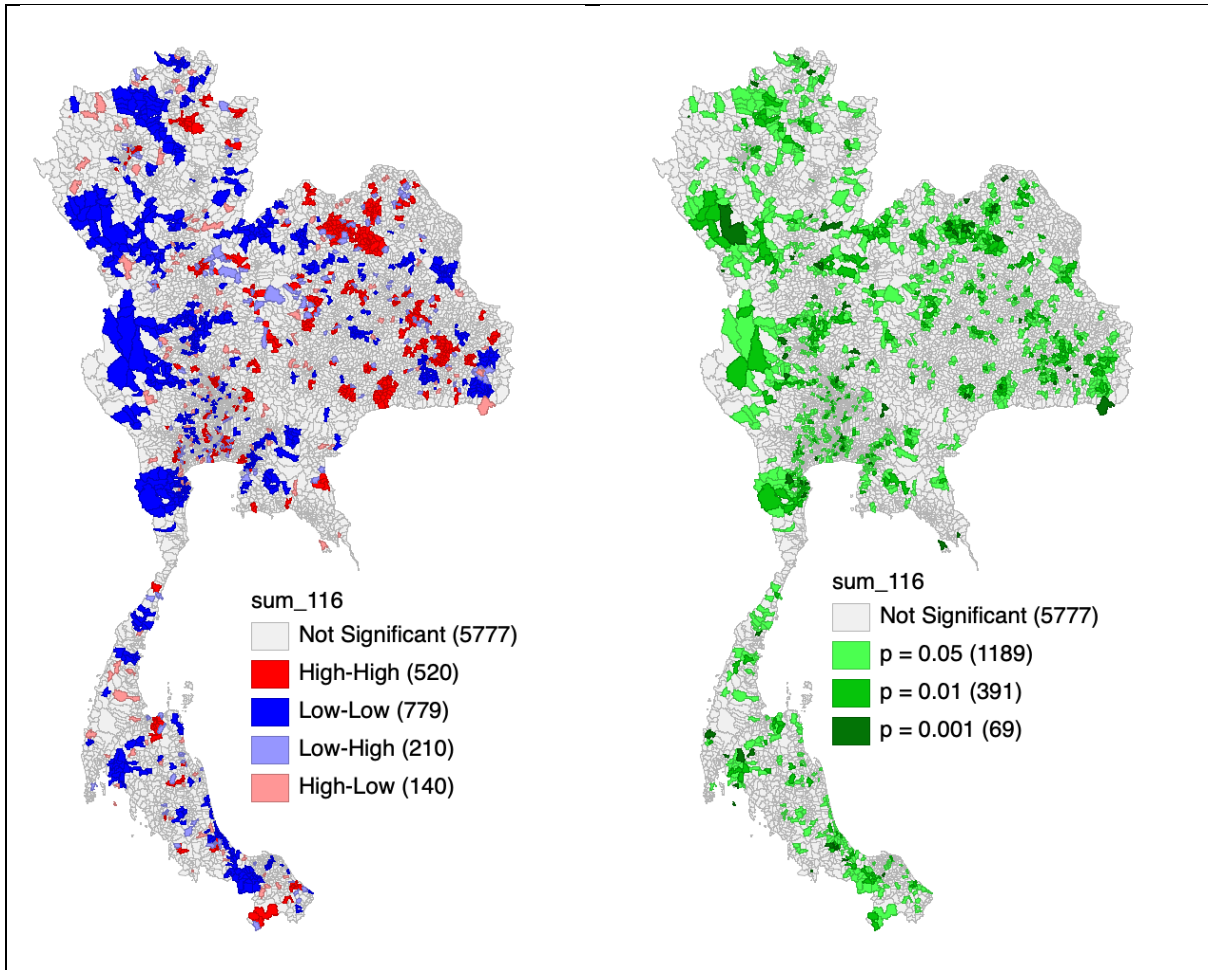 sum_116
Not Significant (5777)
High-High (520)
Low-Low (779)
Low-High (210)
High-Low (140)
sum_116
Not Significant (5777)
p = 0.05 (1189)
p = 0.01 (391)
p = 0.001 (69)